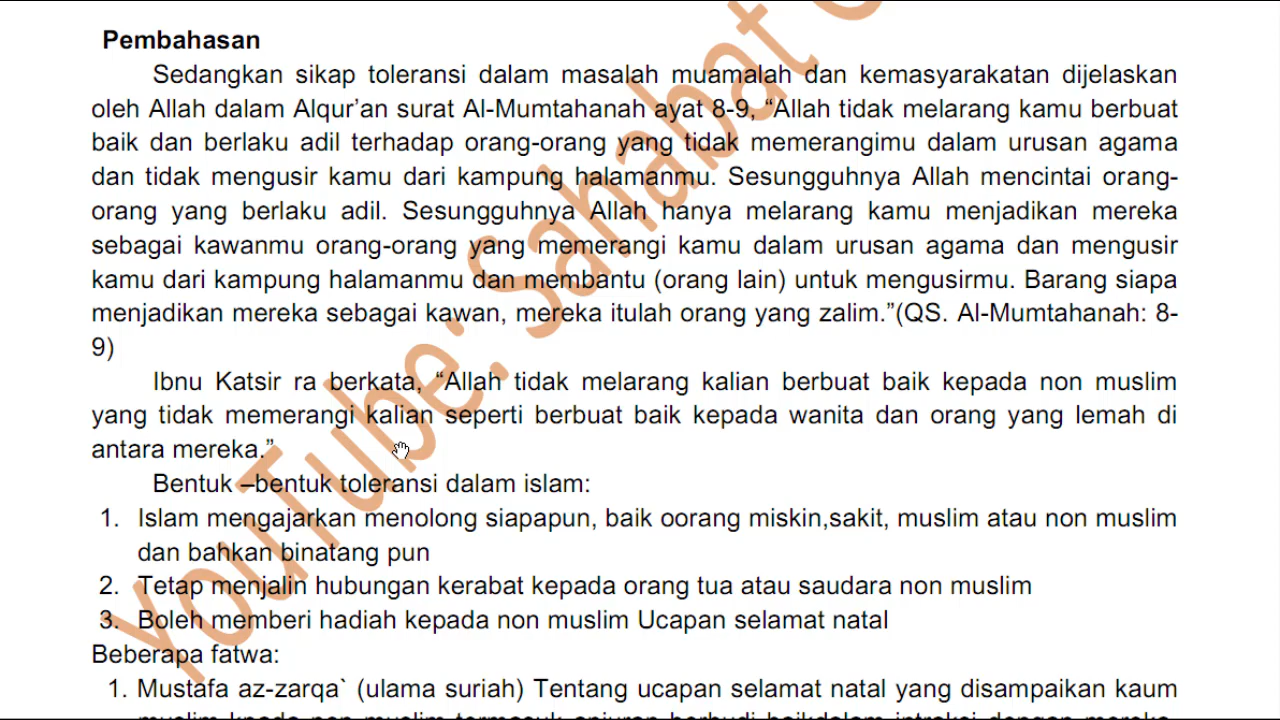 Pembahasan
Sedangkan sikap toleransi dalam masalah muamalah dan kemasyarakatan dijelaskan
oleh Allah dalam Alqur’an surat Al-Mumtahanah ayat 8-9, “Allah tidak melarang kamu berbuat
baik dan berlaku adil terhadap orang-orang yang tidak memerangimu dalam urusan agama
dan tidak mengusir kamu dari kampung halamanmu. Sesungguhnya Allah mencintai orang-
orang yang berlaku adil. Sesungguhnya Allah hanya melarang kamu menjadikan mereka
sebagai kawanmu orang-orang yang memerangi kamu dalam urusan agama dan mengusir
kamu dari kampung halamanmu dan membantu (orang lain) untuk mengusirmu. Barang siapa
menjadikan mereka sebagai kawan, mereka itulah orang yang zalim.”(QS. Al-Mumtahanah: 8-
9)
Ibnu Katsir ra berkata, “Allah tidak melarang kalian berbuat baik kepada non muslim
yang tidak memerangi kalian seperti berbuat baik kepada wanita dan orang yang lemah di
antara mereka.”
Bentuk –bentuk toleransi dalam islam:
1. Islam mengajarkan menolong siapapun, baik oorang miskin,sakit, muslim atau non muslim
dan bahkan binatang pun
2. Tetap menjalin hubungan kerabat kepada orang tua atau saudara non muslim
3. Boleh memberi hadiah kepada non muslim Ucapan selamat natal
Beberapa fatwa:
1. Mustafa az-zarqa` (ulama suriah) Tentang ucapan selamat natal yang disampaikan kaum
YouTube: Sahabat